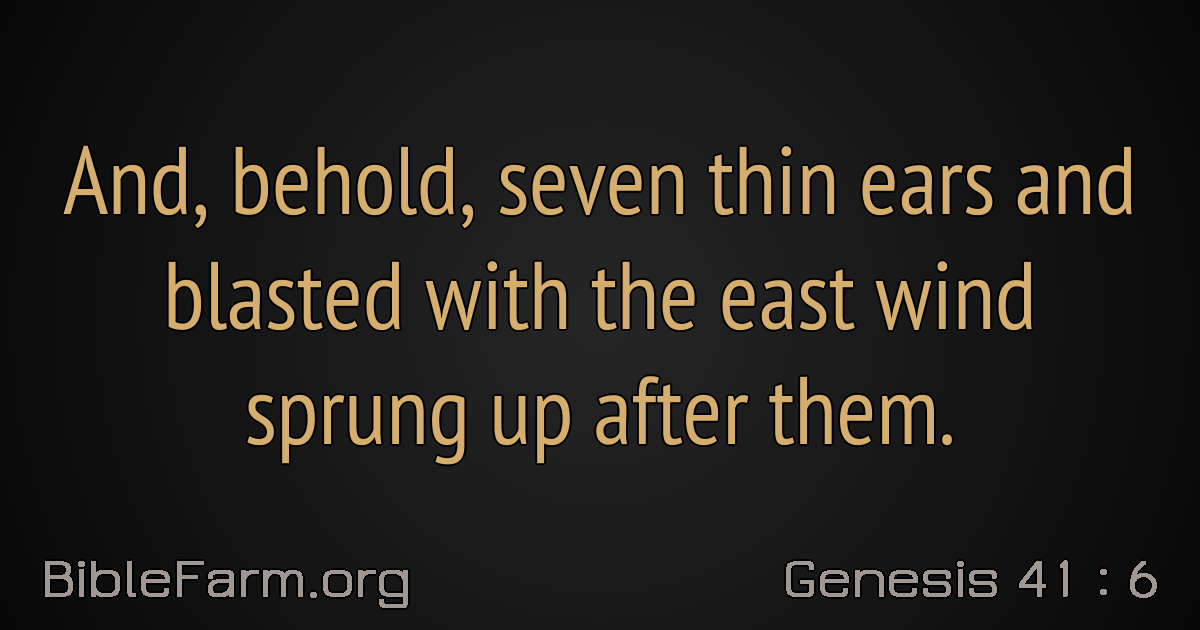 And, behold, seven thin ears and
blasted with the east wind
sprung up after them.
BibleFarm.org
Genesis 41 : 6